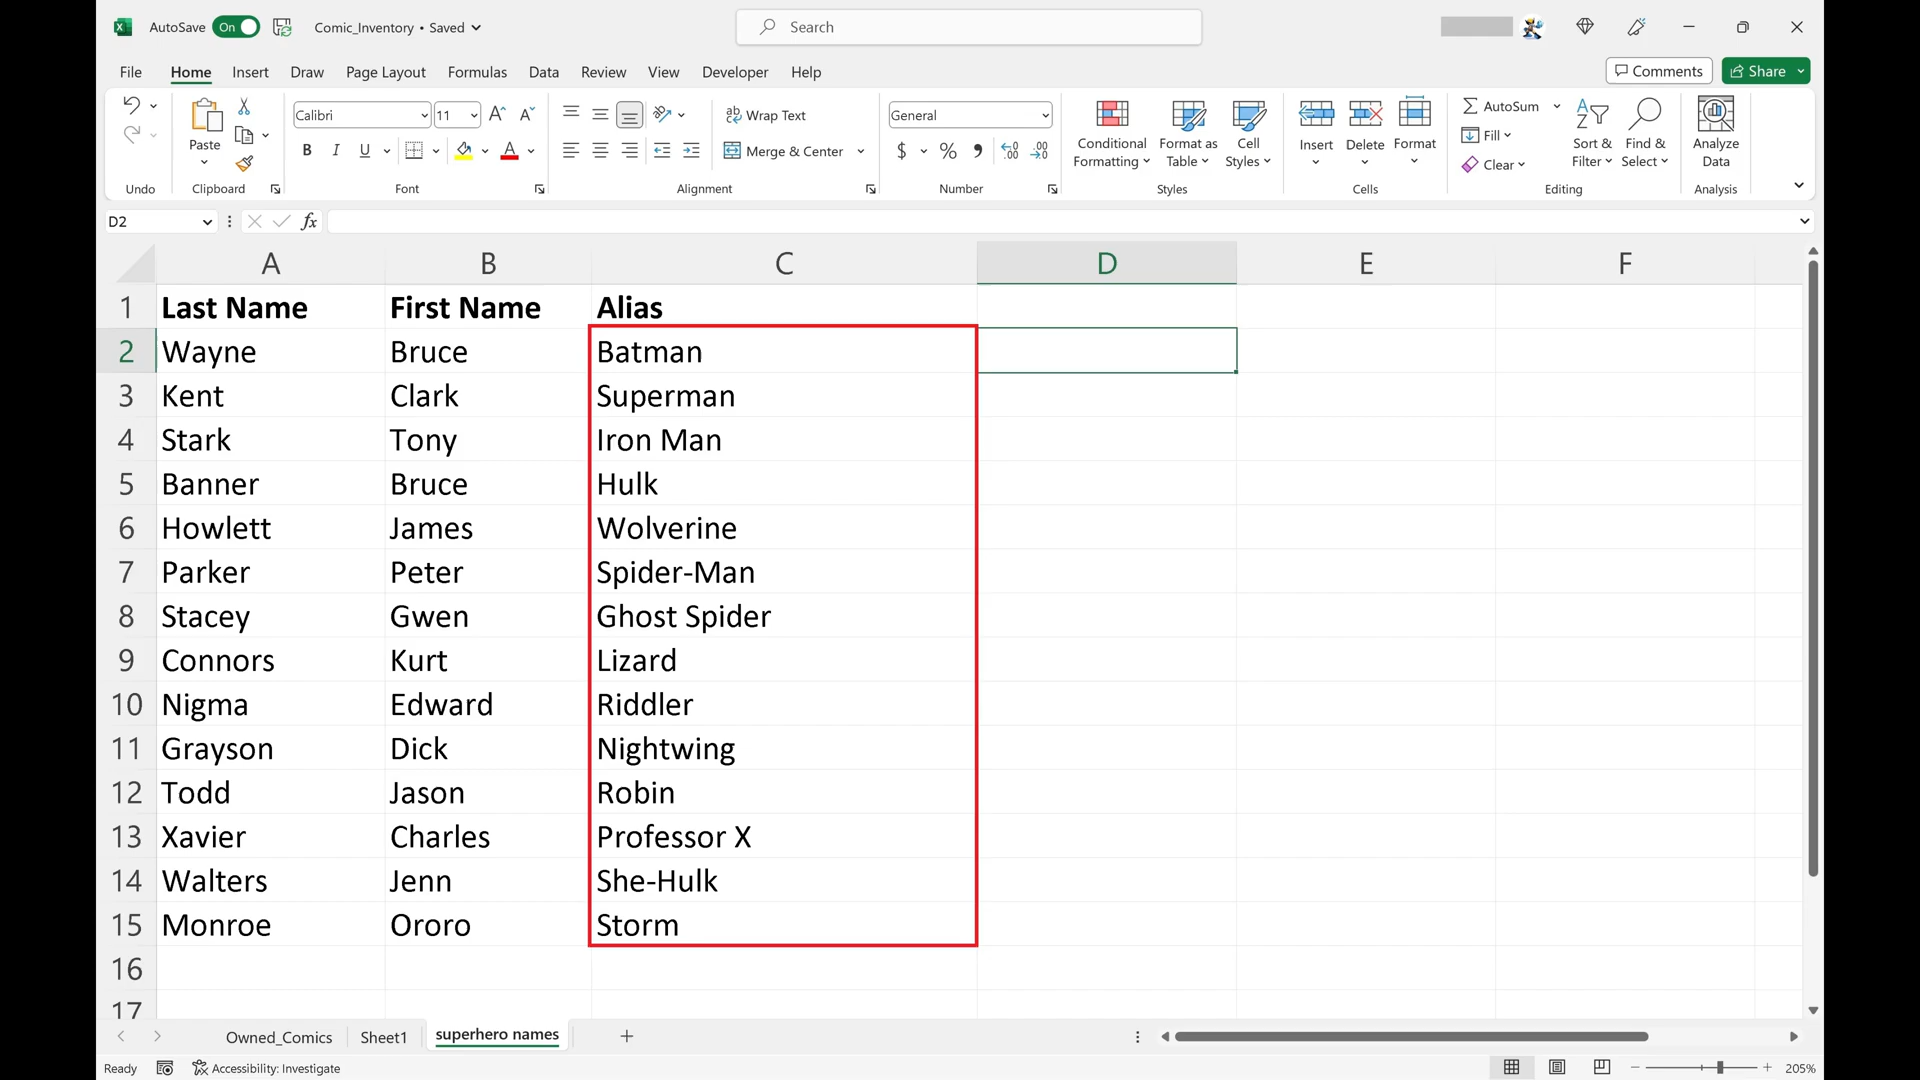 AutoSave On Comic_Inventory • Saved Search
File Home Insert Draw Page Layout Formulas Data Review View Developer Help Comments Share
Calibri 11 Wrap Text General AutoSum
Paste B I U Merge & Center $ % , Conditional Formatting Format as Table Cell Styles Insert Delete Format Fill Clear Sort & Filter Find & Select Analyze Data
Undo Clipboard Font Alignment Number Styles Cells Editing Analysis
D2 fx
A B C D E F
1 Last Name First Name Alias
2 Wayne Bruce Batman
3 Kent Clark Superman
4 Stark Tony Iron Man
5 Banner Bruce Hulk
6 Howlett James Wolverine
7 Parker Peter Spider-Man
8 Stacey Gwen Ghost Spider
9 Connors Kurt Lizard
10 Nigma Edward Riddler
11 Grayson Dick Nightwing
12 Todd Jason Robin
13 Xavier Charles Professor X
14 Walters Jenn She-Hulk
15 Monroe Ororo Storm
16
17
Owned_Comics Sheet1 superhero names
Ready Accessibility: Investigate 205%